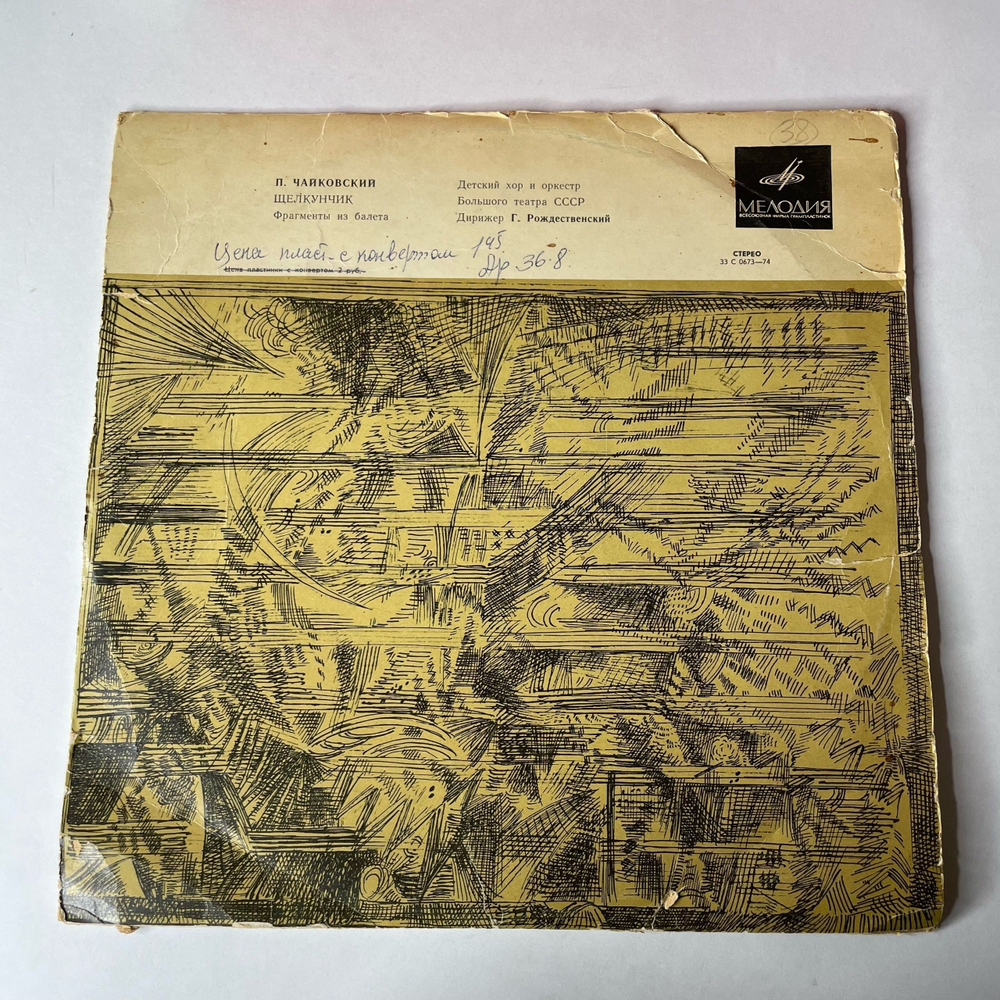 38
П. ЧАЙКОВСКИЙ
ЩЕЛКУНЧИК
Фрагменты из балета
Детский хор и оркестр
Большого театра СССР
Дирижер Г. Рождественский
МЕЛОДИЯ
ВСЕСОЮЗНАЯ ФИРМА ГРАМПЛАСТИНОК
СТЕРЕО
33 С 0673—74
Цена пласт. с конвертом 1 45
Др 36-8
Цена пластинки с конвертом 2 руб.